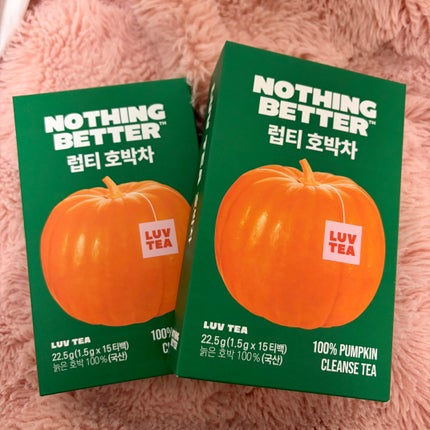 NOTHING
BETTER™
럽티 호박차
LUV
TEA
LUV TEA
22.5g(1.5g x 15티백)
늙은 호박 100%(국산)
100%
NOTHING
BETTER™
럽티 호박차
LUV
TEA
LUV TEA
22.5g(1.5g x 15티백)
늙은 호박 100%(국산)
100% PUMPKIN
CLEANSE TEA